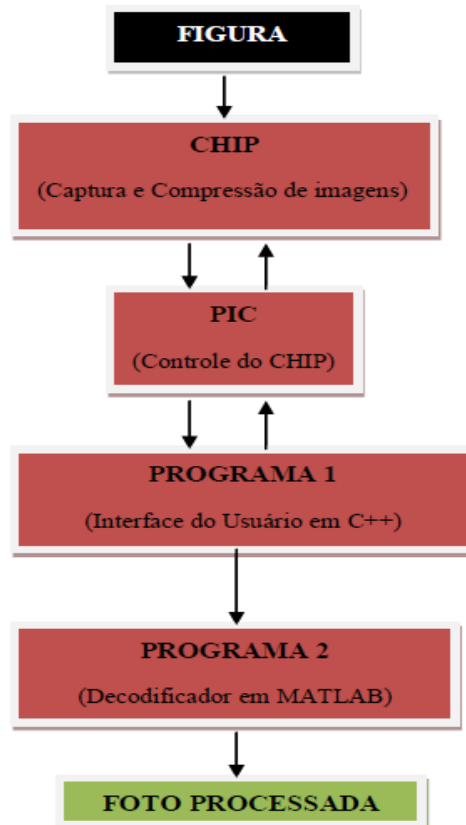 FIGURA
CHIP
(Captura e Compressão de imagens)
PIC
(Controle do CHIP)
PROGRAMA 1
(Interface do Usuário em C++)
PROGRAMA 2
(Decodificador em MATLAB)
FOTO PROCESSADA